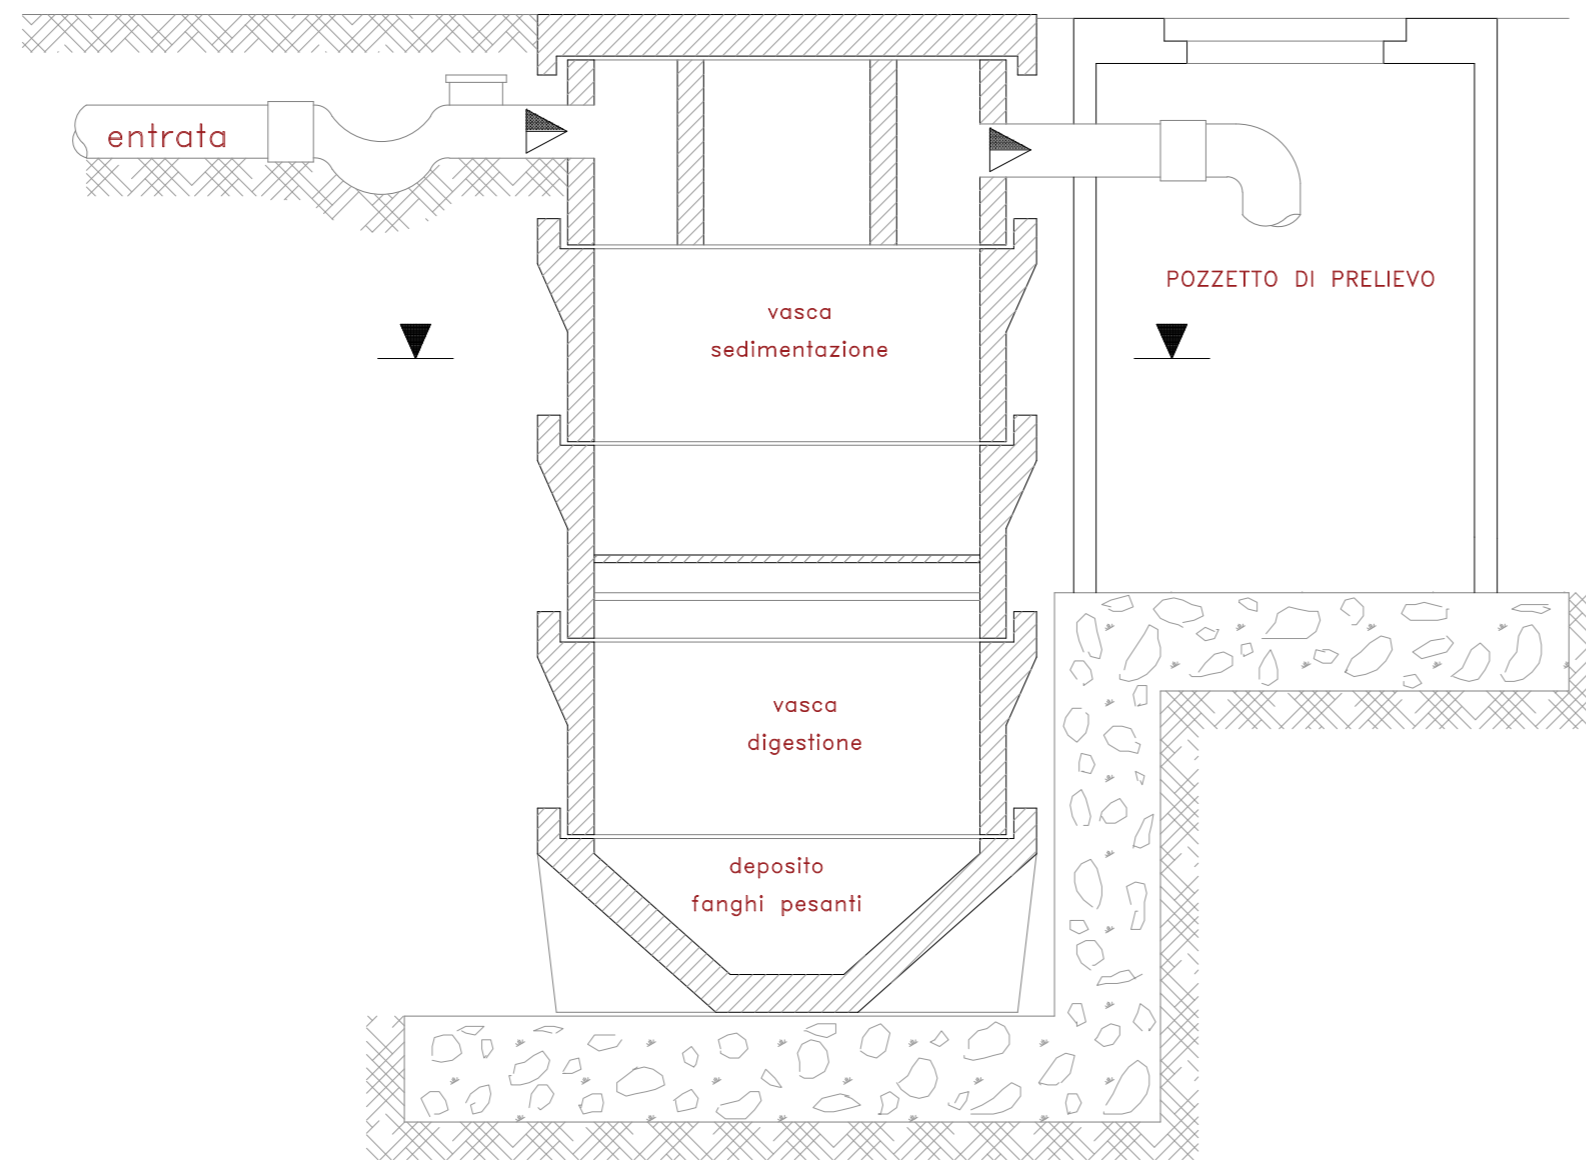 entrata
POZZETTO DI PRELIEVO
vasca
sedimentazione
vasca
digestione
deposito
fanghi pesanti